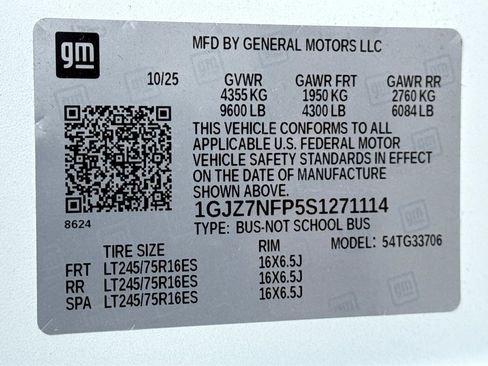 gm
MFD BY GENERAL MOTORS LLC
10/25 GVWR GAWR FRT GAWR RR
4355 KG 1950 KG 2760 KG
9600 LB 4300 LB 6084 LB
THIS VEHICLE CONFORMS TO ALL
APPLICABLE U.S. FEDERAL MOTOR
VEHICLE SAFETY STANDARDS IN EFFECT
ON THE DATE OF MANUFACTURE
SHOWN ABOVE.
8624
1GJZ7NFP5S1271114
TYPE: BUS-NOT SCHOOL BUS
TIRE SIZE RIM MODEL: 54TG33706
FRT LT245/75R16ES 16X6.5J
RR LT245/75R16ES 16X6.5J
SPA LT245/75R16ES 16X6.5J